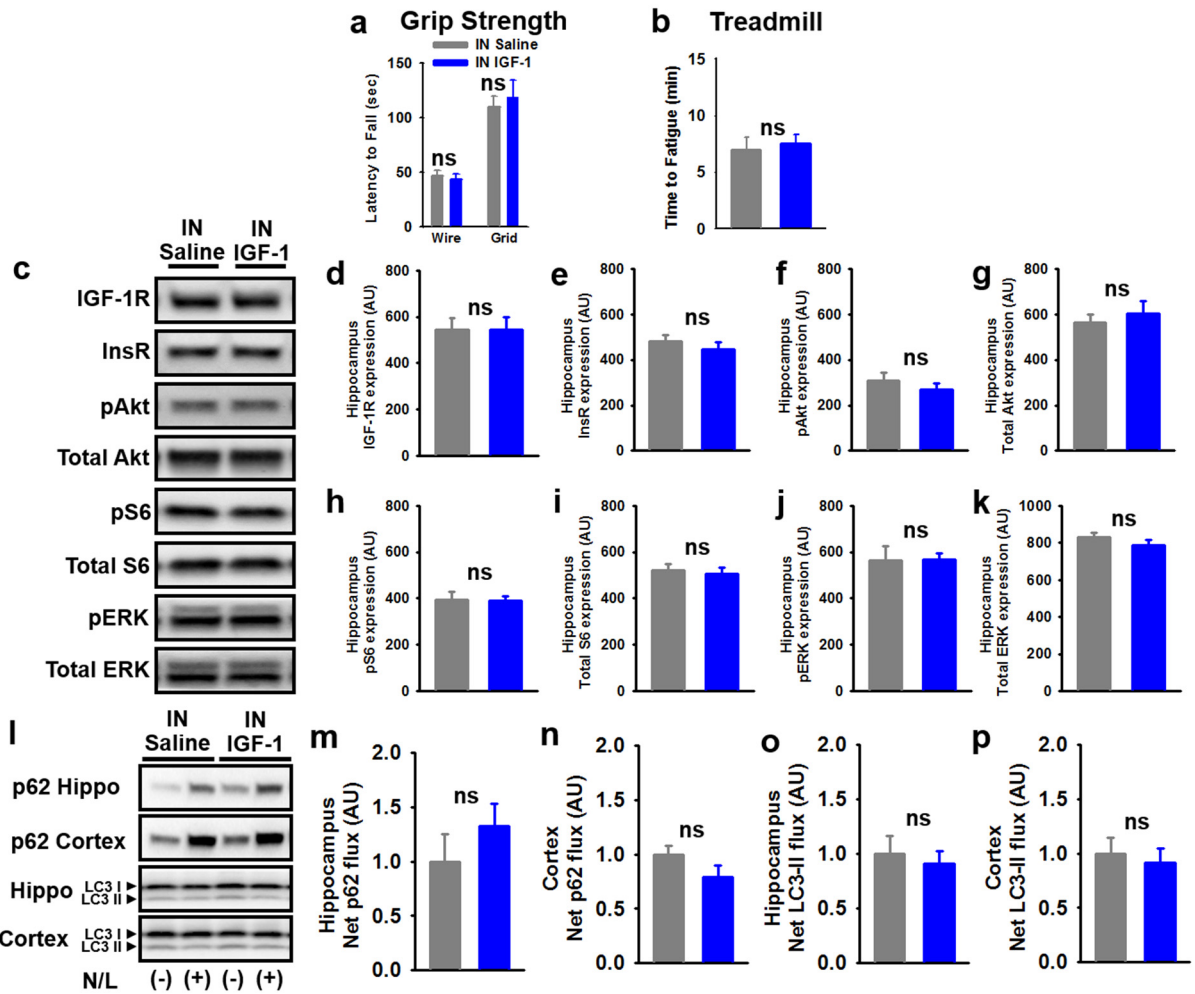 a Grip Strength
IN Saline
IN IGF-1
Latency to Fall (sec)
150
100
50
0
ns
ns
Wire Grid
b Treadmill
Time to Fatigue (min)
15
10
5
0
ns
c
IN Saline
IN IGF-1
IGF-1R
InsR
pAkt
Total Akt
pS6
Total S6
pERK
Total ERK
d
Hippocampus
IGF-1R expression (AU)
800
600
400
200
0
ns
e
Hippocampus
InsR expression (AU)
800
600
400
200
0
ns
f
Hippocampus
pAkt expression (AU)
800
600
400
200
0
ns
g
Hippocampus
Total Akt expression (AU)
800
600
400
200
0
ns
h
Hippocampus
pS6 expression (AU)
800
600
400
200
0
ns
i
Hippocampus
Total S6 expression (AU)
800
600
400
200
0
ns
j
Hippocampus
pERK expression (AU)
800
600
400
200
0
ns
k
Hippocampus
Total ERK expression (AU)
1000
800
600
400
200
0
ns
l
IN Saline
IN IGF-1
p62 Hippo
p62 Cortex
Hippo LC3 I
LC3 II
Cortex LC3 I
LC3 II
N/L (-) (+) (-) (+)
m
Hippocampus
Net p62 flux (AU)
2.0
1.5
1.0
0.5
0.0
ns
n
Cortex
Net p62 flux (AU)
2.0
1.5
1.0
0.5
0.0
ns
o
Hippocampus
Net LC3-II flux (AU)
2.0
1.5
1.0
0.5
0.0
ns
p
Cortex
Net LC3-II flux (AU)
2.0
1.5
1.0
0.5
0.0
ns